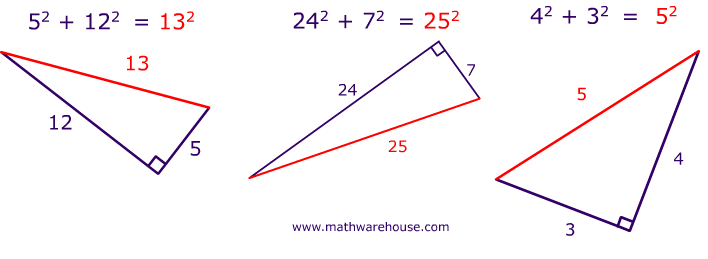 5² + 12² = 13²
13
12
5
24² + 7² = 25²
24
7
25
4² + 3² = 5²
5
4
3
www.mathwarehouse.com